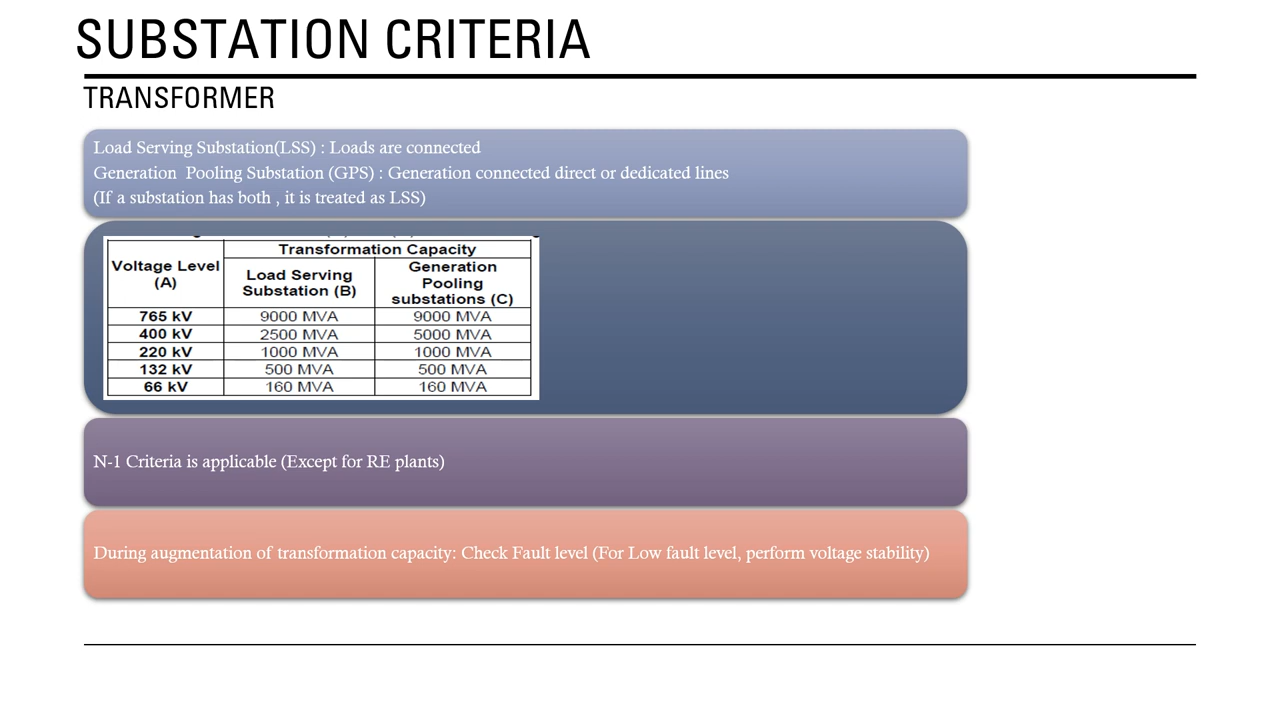 SUBSTATION CRITERIA
TRANSFORMER
Load Serving Substation(LSS) : Loads are connected
Generation  Pooling Substation (GPS) : Generation connected direct or dedicated lines
(If a substation has both , it is treated as LSS)
Voltage Level (A) Transformation Capacity
Load Serving Substation (B) Generation Pooling substations (C)
765 kV 9000 MVA 9000 MVA
400 kV 2500 MVA 5000 MVA
220 kV 1000 MVA 1000 MVA
132 kV 500 MVA 500 MVA
66 kV 160 MVA 160 MVA
N-1 Criteria is applicable (Except for RE plants)
During augmentation of transformation capacity: Check Fault level (For Low fault level, perform voltage stability)